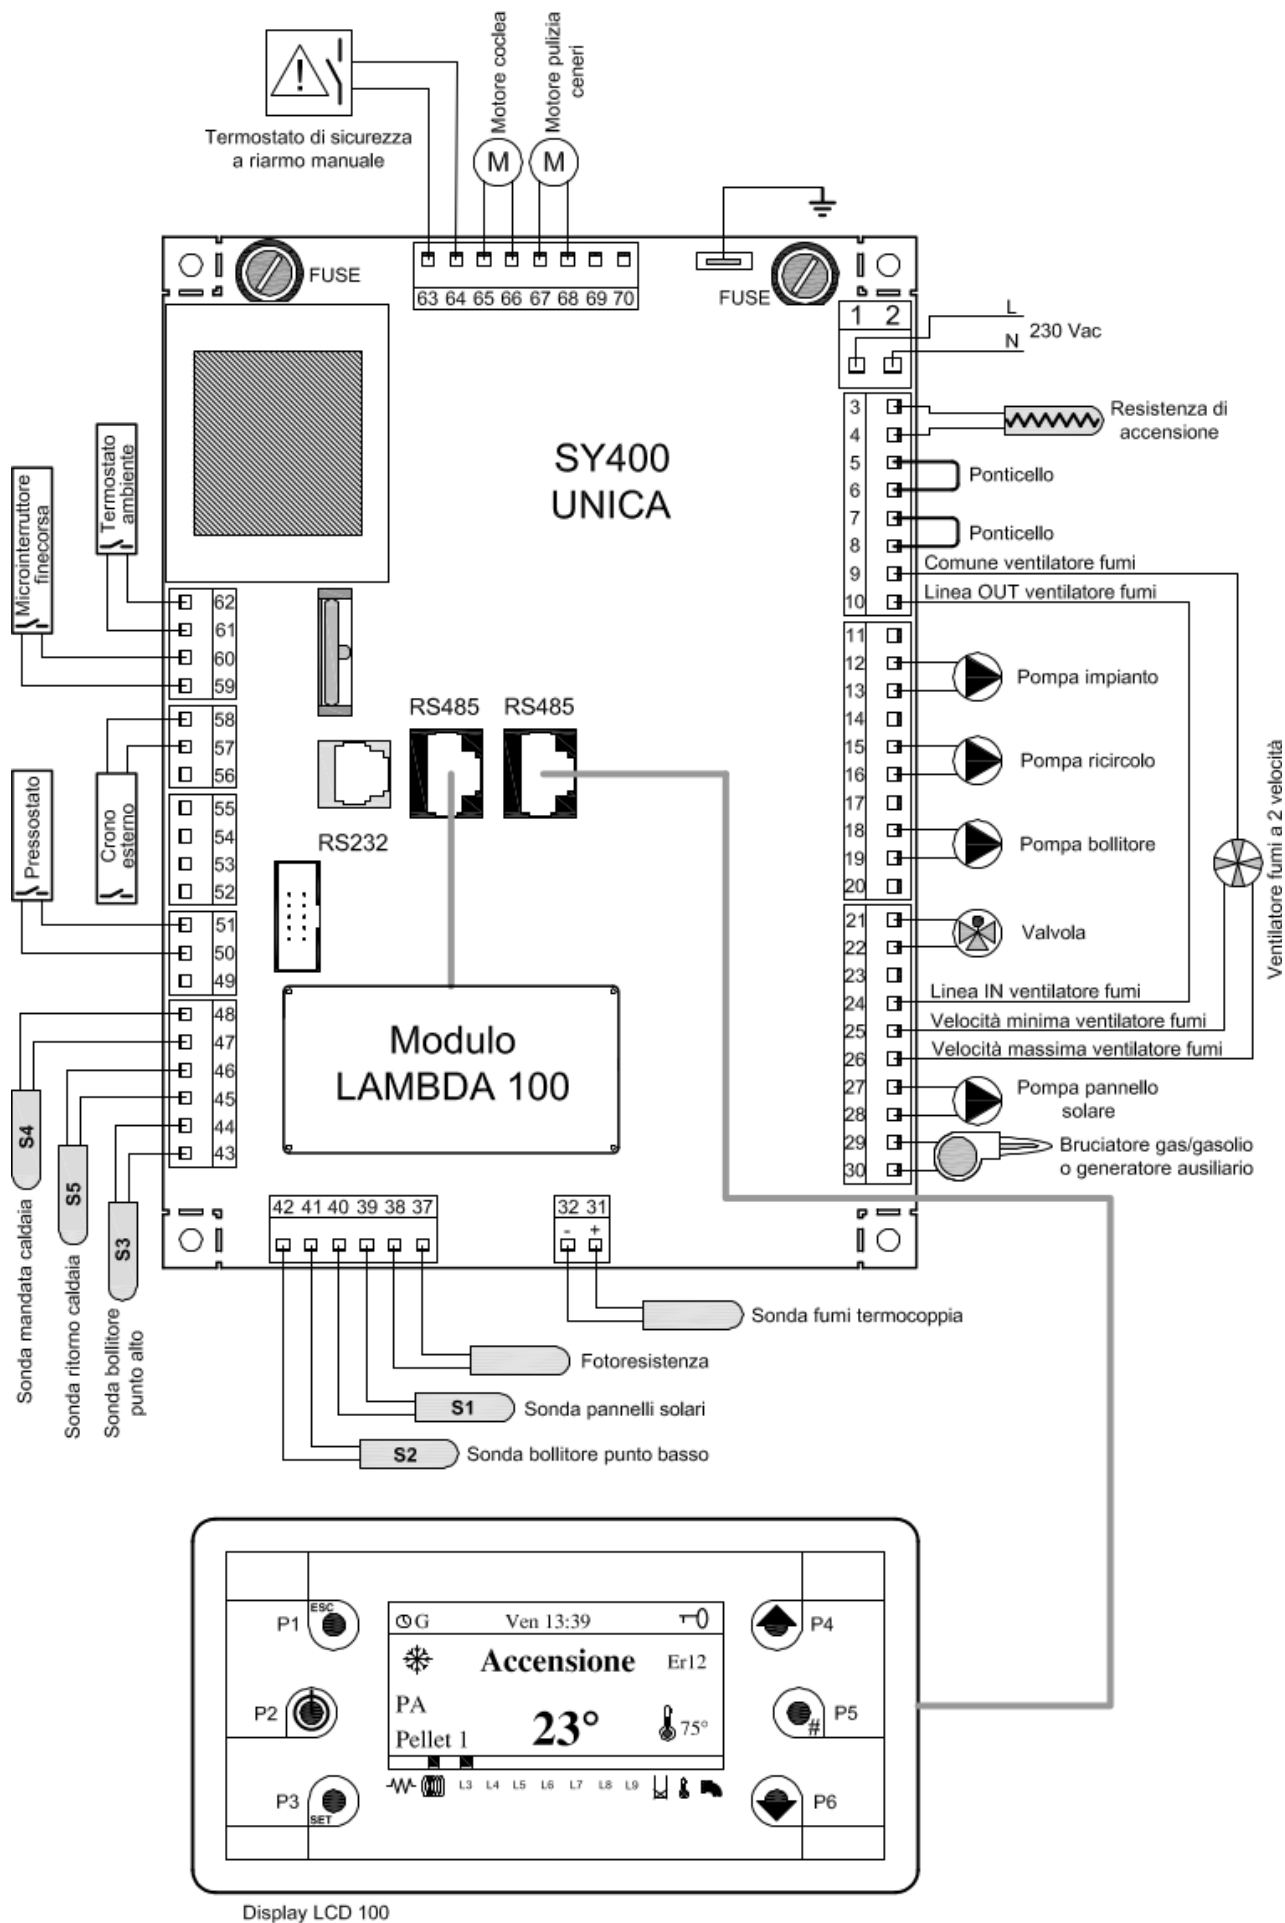 Motore coclea
Motore pulizia
ceneri
Termostato di sicurezza
a riarmo manuale
M
M
FUSE
FUSE
63 64 65 66 67 68 69 70
1 2
L
N
230 Vac
3
4
5
6
7
8
9
10
Resistenza di
accensione
Ponticello
Ponticello
Comune ventilatore fumi
Linea OUT ventilatore fumi
SY400
UNICA
Termostato
ambiente
Microinterruttore
finecorsa
62
61
60
59
58
57
56
55
54
53
52
51
50
49
48
47
46
45
44
43
Crono
esterno
Pressostato
RS485
RS485
RS232
11
12
13
14
15
16
17
18
19
20
21
22
23
24
25
26
27
28
29
30
Pompa impianto
Pompa ricircolo
Pompa bollitore
Valvola
Linea IN ventilatore fumi
Velocità minima ventilatore fumi
Velocità massima ventilatore fumi
Ventilatore fumi a 2 velocità
Pompa pannello
solare
Bruciatore gas/gasolio
o generatore ausiliario
Modulo
LAMBDA 100
S4
S5
S3
Sonda mandata caldaia
Sonda ritorno caldaia
Sonda bollitore
punto alto
42 41 40 39 38 37
32 31
- +
Sonda fumi termocoppia
Fotoresistenza
S1
Sonda pannelli solari
S2
Sonda bollitore punto basso
P1
ESC
P2
P3
SET
G
Ven 13:39
Accensione
Er12
PA
Pellet 1
23°
75°
L3 L4 L5 L6 L7 L8 L9
P4
P5
#
P6
Display LCD 100